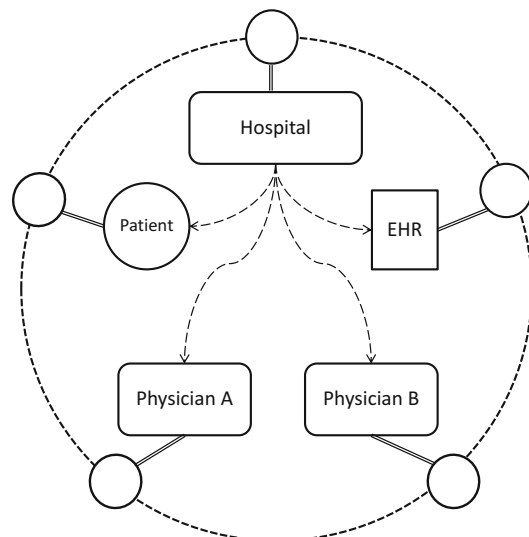 Hospital
Patient
EHR
Physician A
Physician B